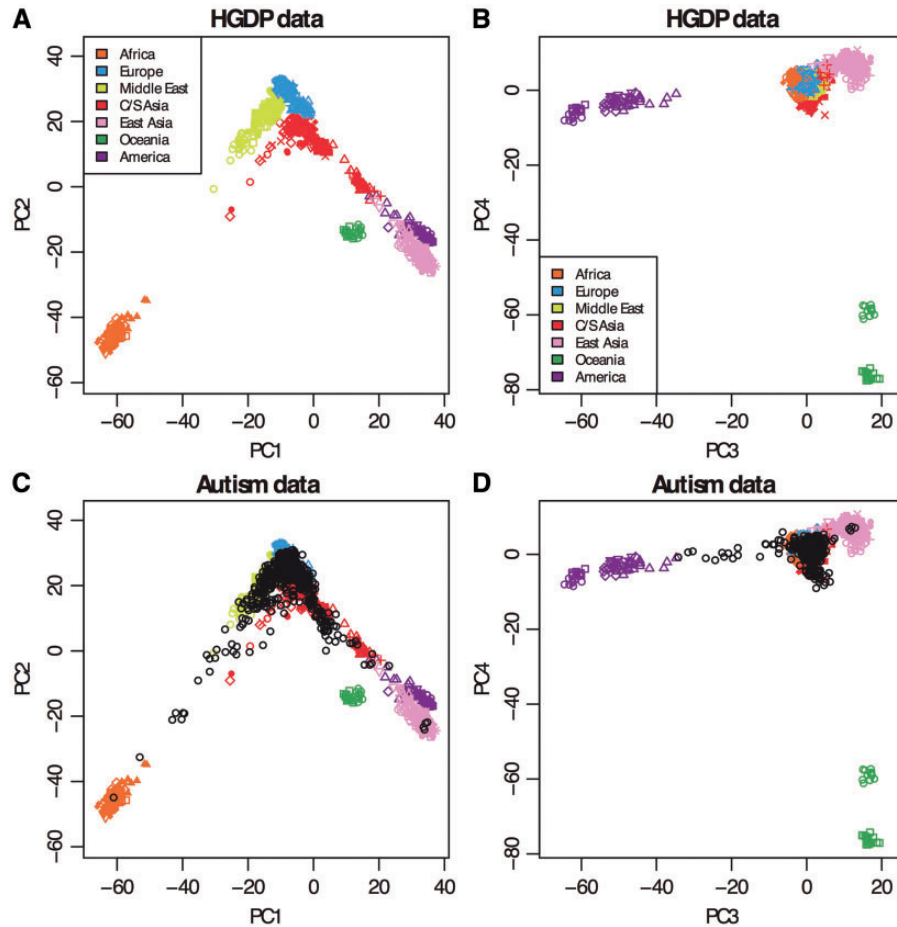 A
HGDP data
Africa
Europe
Middle East
C/SAsia
East Asia
Oceania
America
PC2
40
20
0
−20
−40
−60
−60 −40 −20 0 20 40
PC1
B
HGDP data
Africa
Europe
Middle East
C/SAsia
East Asia
Oceania
America
PC4
0
−20
−40
−60
−80
−60 −40 −20 0 20
PC3
C
Autism data
PC2
40
20
0
−20
−40
−60
−60 −40 −20 0 20 40
PC1
D
Autism data
PC4
0
−20
−40
−60
−80
−60 −40 −20 0 20
PC3